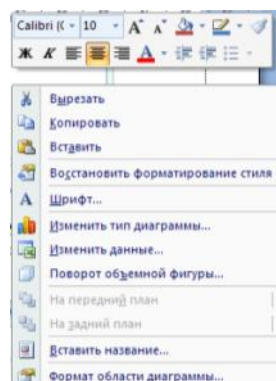 Calibri (( 10 A A
Ж К А
Вырезать
Копировать
Вставить
Восстановить форматирование стиля
А Шрифт...
Изменить тип диаграммы...
Изменить данные...
Поворот объемной фигуры...
На передний план
На задний план
Вставить название...
Формат области диаграммы...